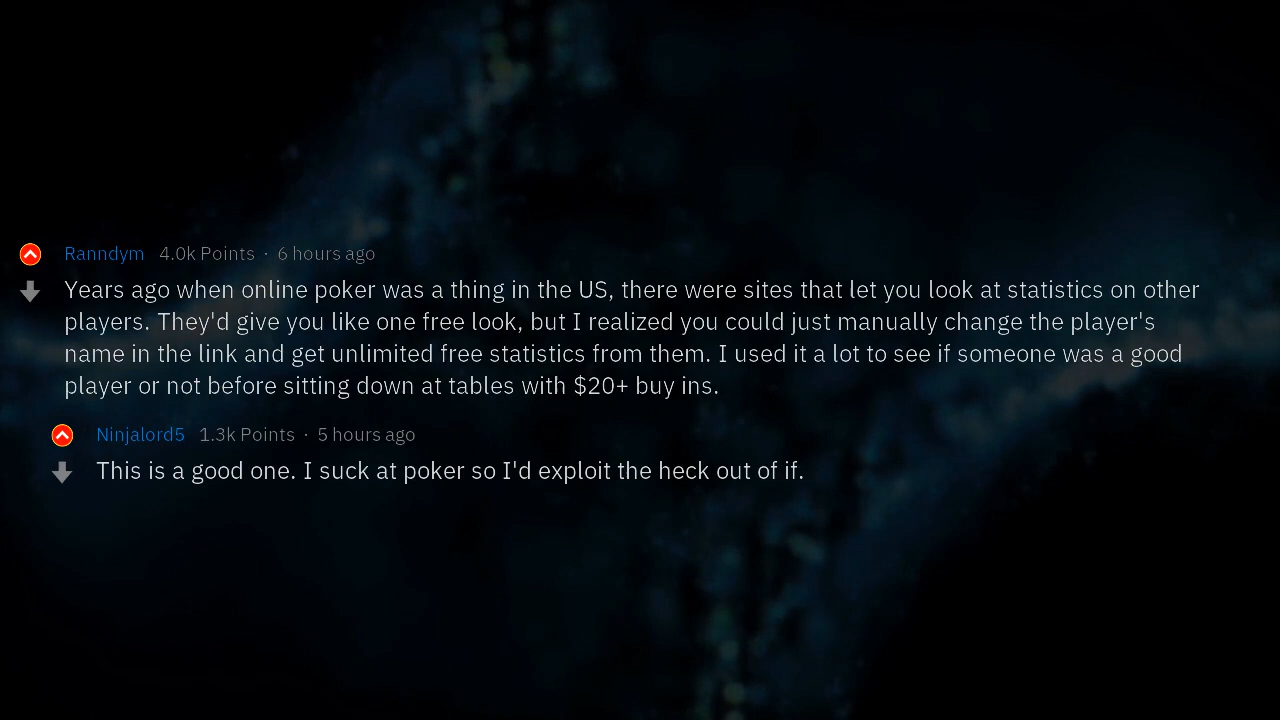 Ranndym 4.0k Points · 6 hours ago
Years ago when online poker was a thing in the US, there were sites that let you look at statistics on other
players. They'd give you like one free look, but I realized you could just manually change the player's
name in the link and get unlimited free statistics from them. I used it a lot to see if someone was a good
player or not before sitting down at tables with $20+ buy ins.
Ninjalord5 1.3k Points · 5 hours ago
This is a good one. I suck at poker so I'd exploit the heck out of if.